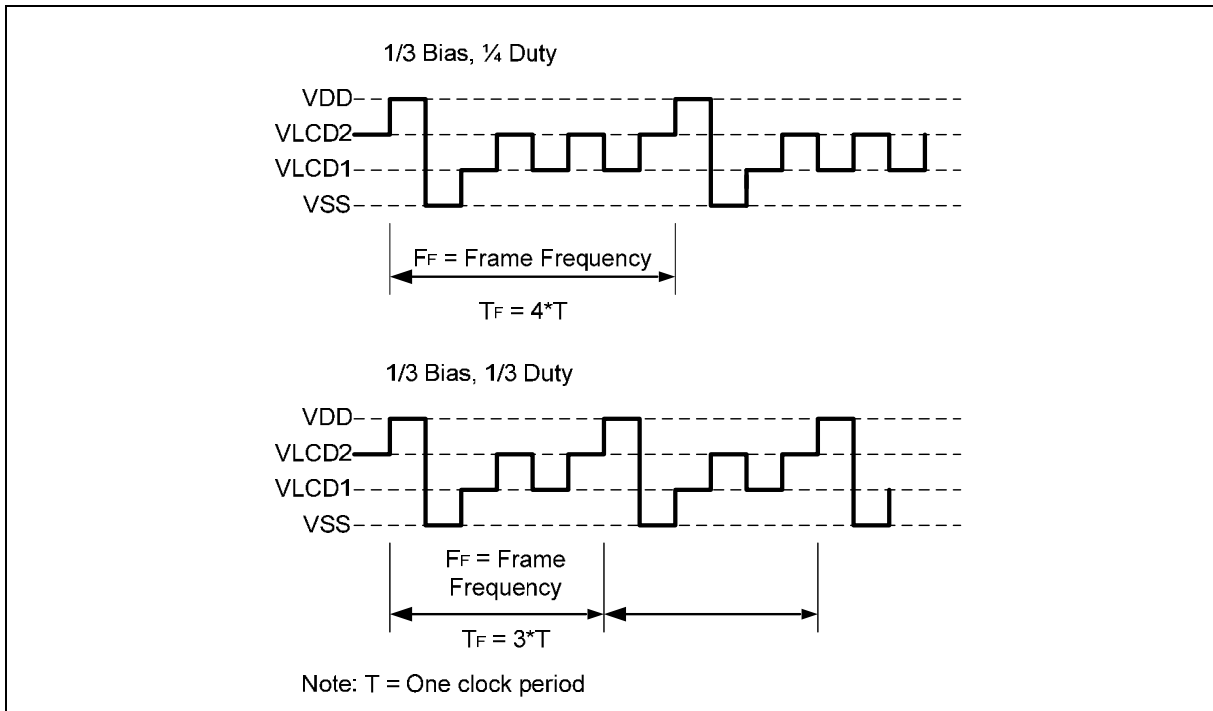 1/3 Bias, ¼ Duty
VDD
VLCD2
VLCD1
VSS
FF = Frame Frequency
TF = 4*T
1/3 Bias, 1/3 Duty
VDD
VLCD2
VLCD1
VSS
FF = Frame
Frequency
TF = 3*T
Note: T = One clock period